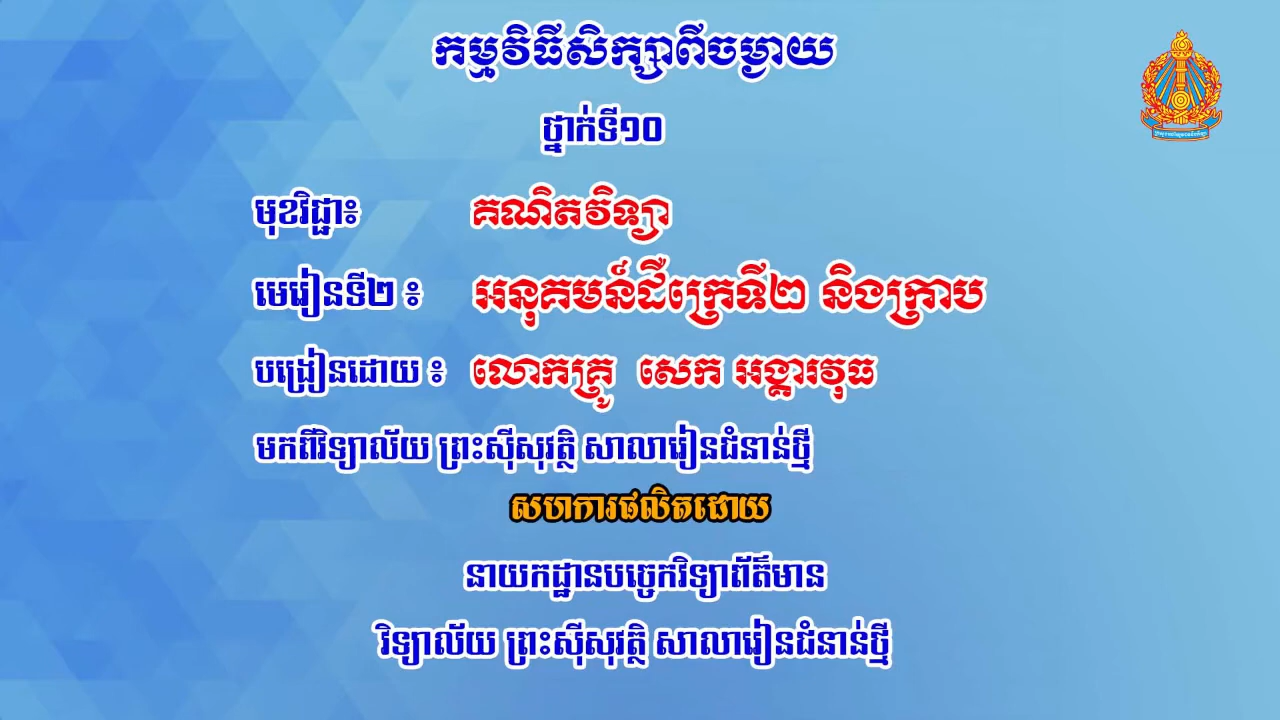 កម្មវិធីសិក្សាពីចម្ងាយ
ថ្នាក់ទី១០
មុខវិជ្ជា៖ គណិតវិទ្យា
មេរៀនទី២ ៖ អនុគមន៍ដឺក្រេទី២ និងក្រាប
បង្រៀនដោយ ៖ លោកគ្រូ សេក អង្គារវុធ
មកពីវិទ្យាល័យ ព្រះស៊ីសុវត្ថិ សាលារៀនជំនាន់ថ្មី
សហការផលិតដោយ
នាយកដ្ឋានបច្ចេកវិទ្យាព័ត៌មាន
វិទ្យាល័យ ព្រះស៊ីសុវត្ថិ សាលារៀនជំនាន់ថ្មី